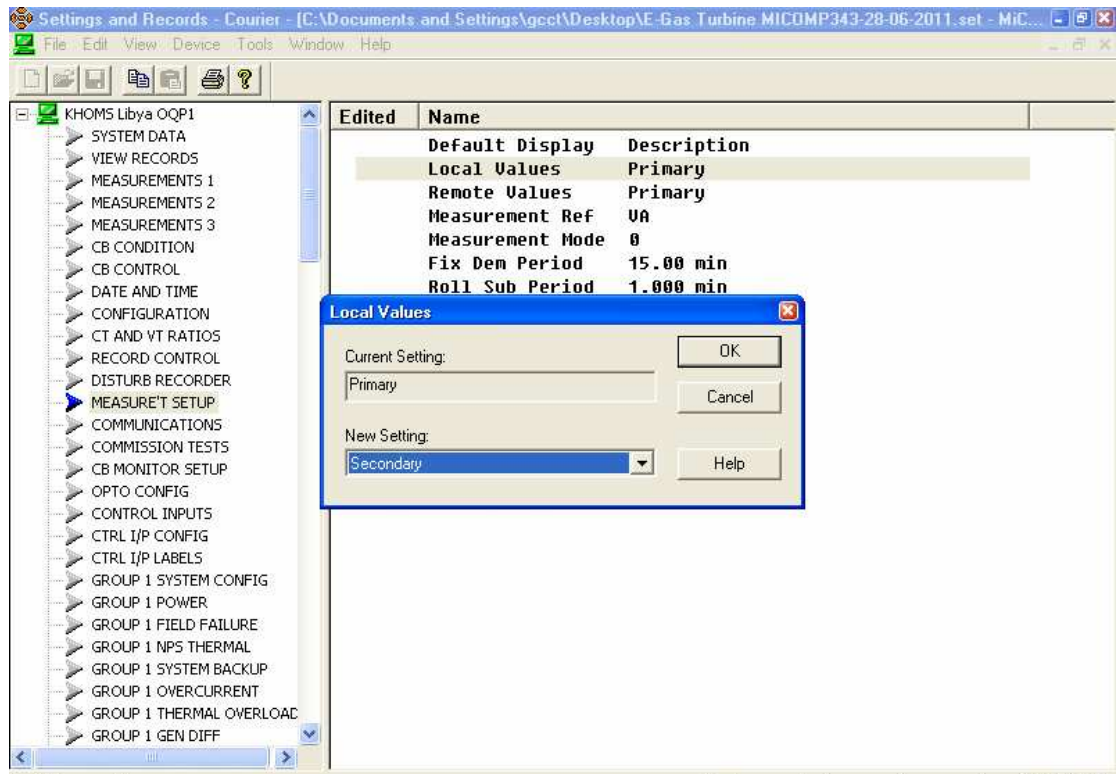 Settings and Records - Courier - [C:\Documents and Settings\gcct\Desktop\E-Gas Turbine MICOMP343-28-06-2011.set - MiC...
File Edit View Device Tools Window Help
KHOMS Libya OQP1
SYSTEM DATA
VIEW RECORDS
MEASUREMENTS 1
MEASUREMENTS 2
MEASUREMENTS 3
CB CONDITION
CB CONTROL
DATE AND TIME
CONFIGURATION
CT AND VT RATIOS
RECORD CONTROL
DISTURB RECORDER
MEASURE'T SETUP
COMMUNICATIONS
COMMISSION TESTS
CB MONITOR SETUP
OPTO CONFIG
CONTROL INPUTS
CTRL I/P CONFIG
CTRL I/P LABELS
GROUP 1 SYSTEM CONFIG
GROUP 1 POWER
GROUP 1 FIELD FAILURE
GROUP 1 NPS THERMAL
GROUP 1 SYSTEM BACKUP
GROUP 1 OVERCURRENT
GROUP 1 THERMAL OVERLOAD
GROUP 1 GEN DIFF
Edited Name
Default Display Description
Local Values Primary
Remote Values Primary
Measurement Ref VA
Measurement Mode 0
Fix Dem Period 15.00 min
Roll Sub Period 1.000 min
Local Values
Current Setting:
Primary
New Setting:
Secondary
OK
Cancel
Help